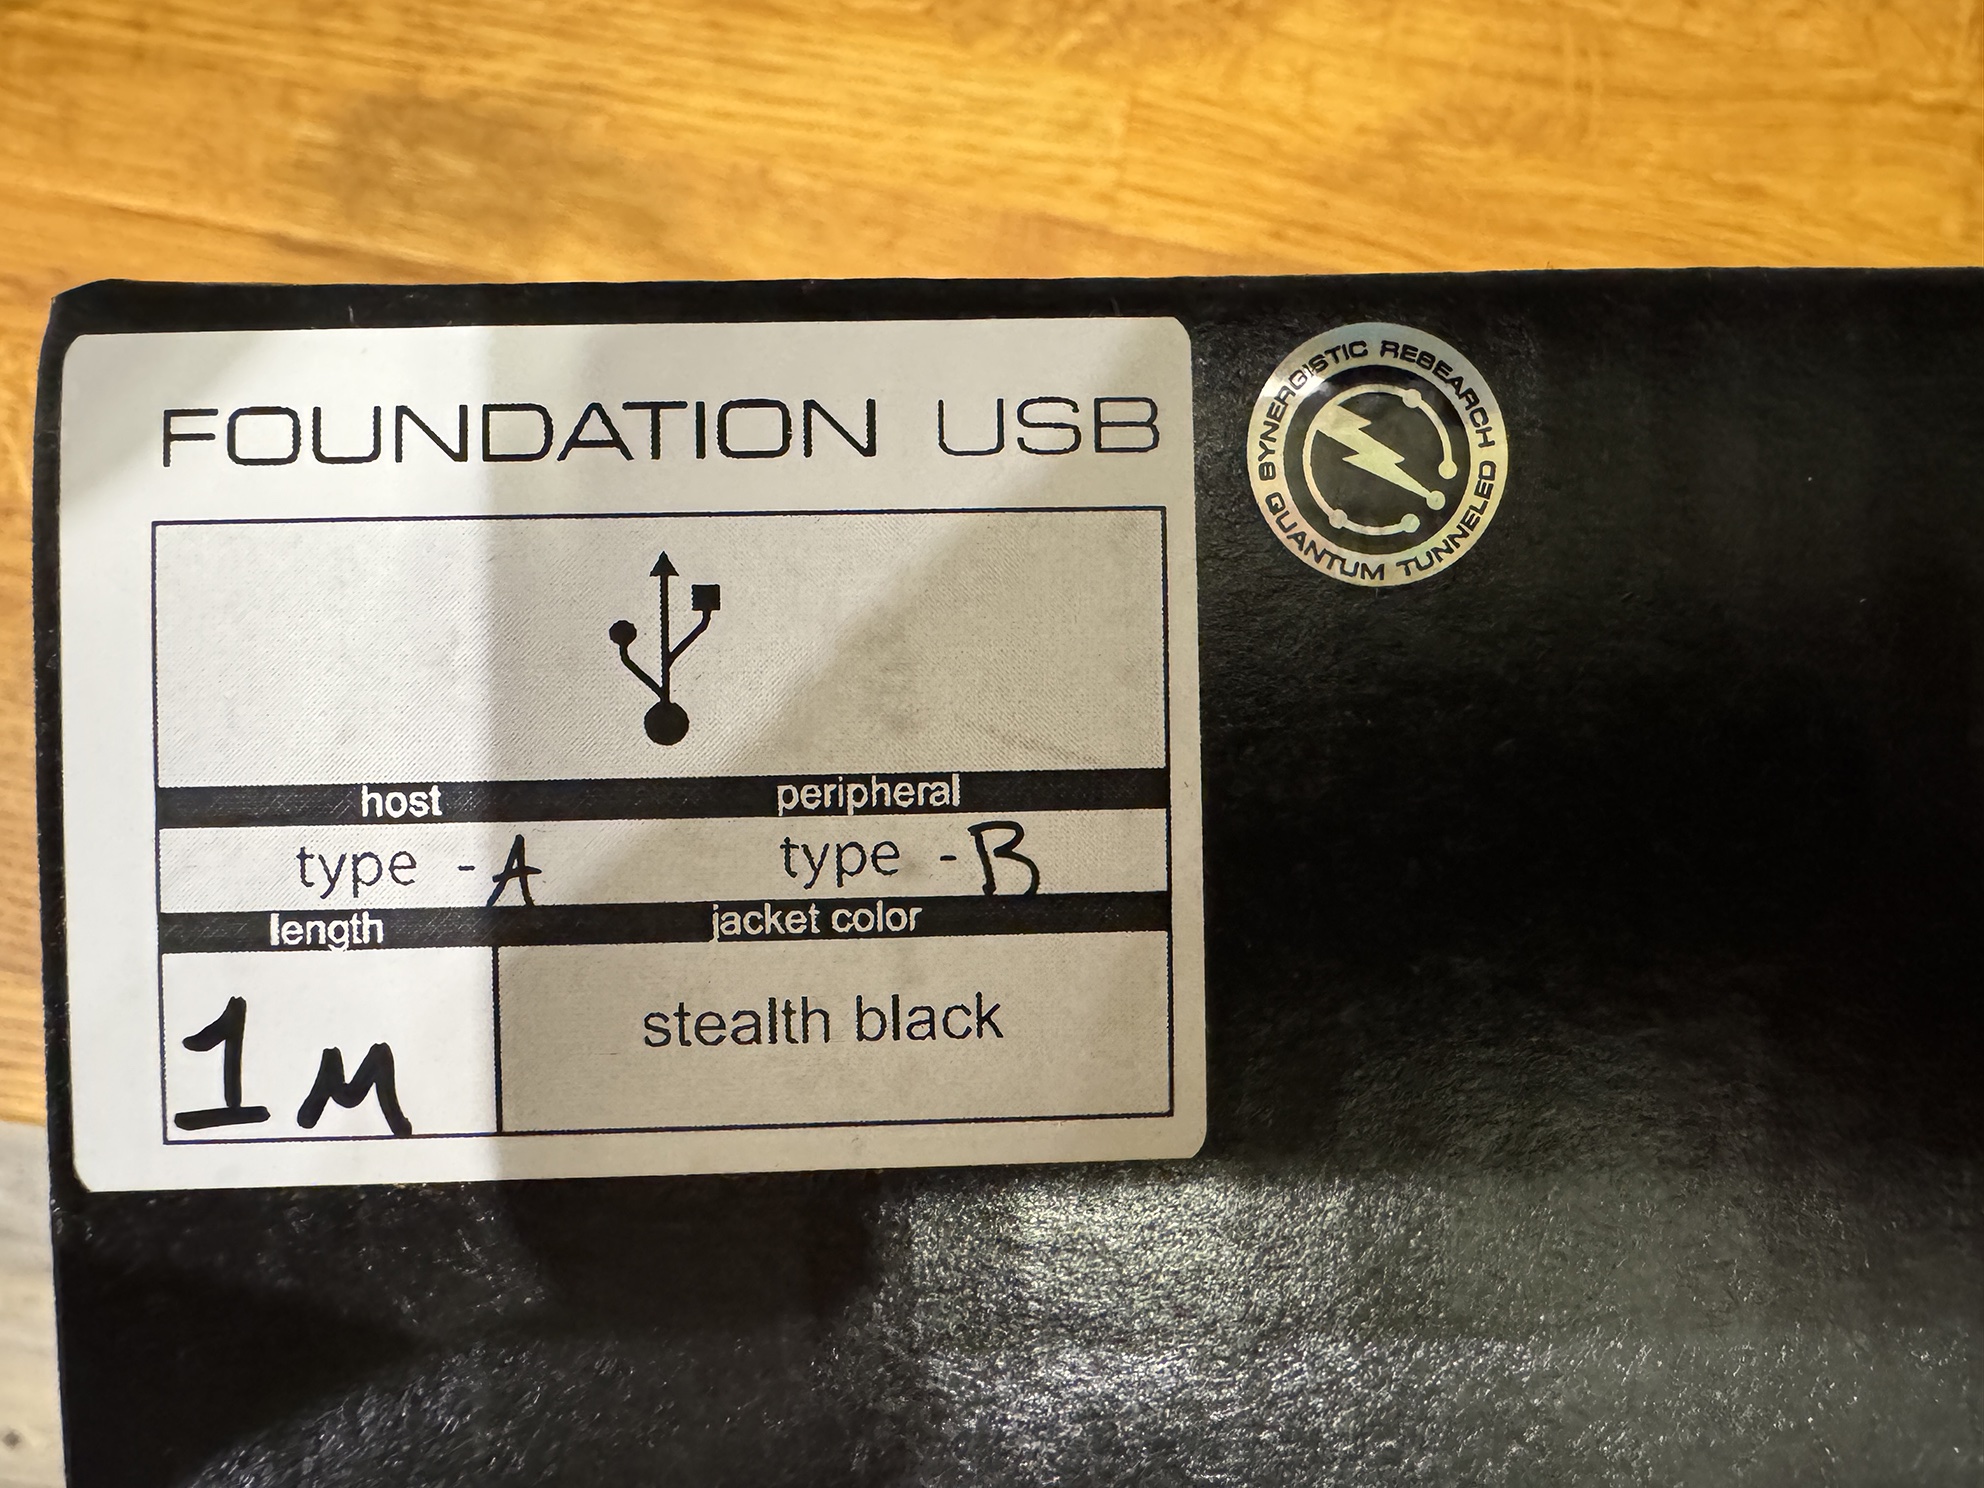 FOUNDATION USB
SYNERGISTIC RESEARCH
QUANTUM TUNNELED
host peripheral
type - A type - B
length jacket color
1M stealth black